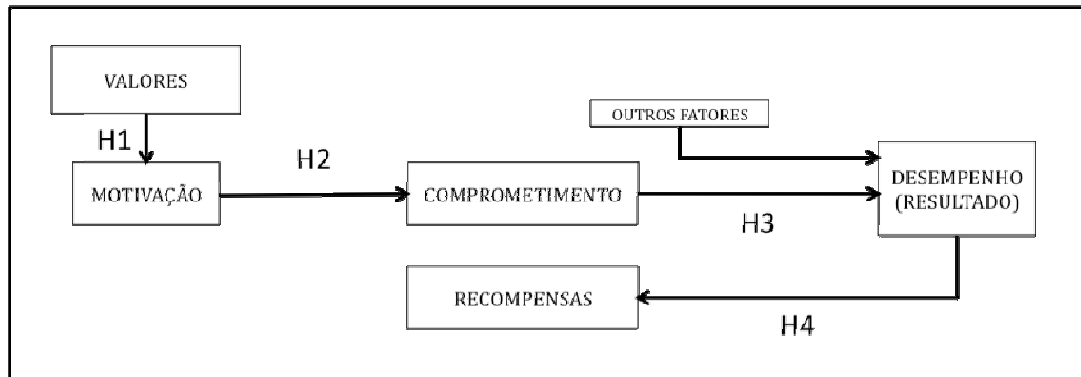 VALORES
H1
MOTIVAÇÃO
H2
COMPROMETIMENTO
OUTROS FATORES
H3
DESEMPENHO
(RESULTADO)
RECOMPENSAS
H4